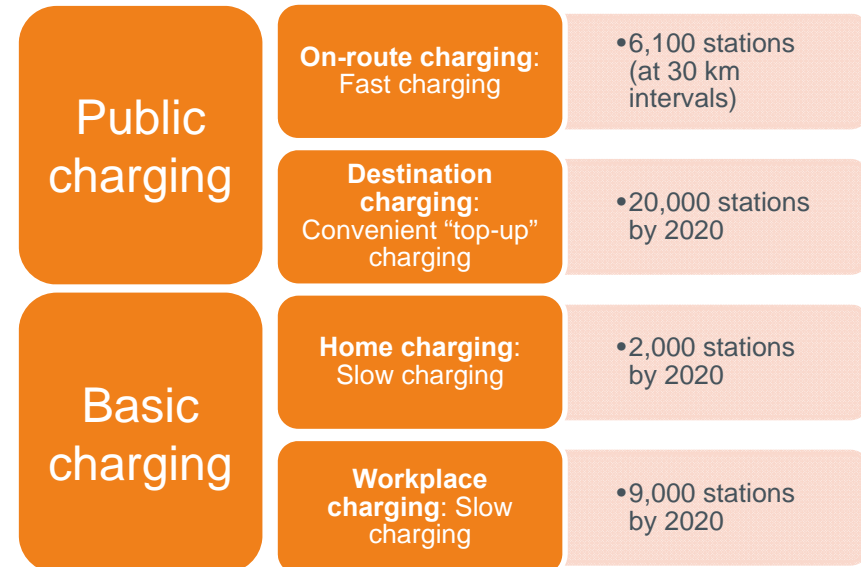 Public
charging
On-route charging:
Fast charging
•6,100 stations
(at 30 km
intervals)
Destination
charging:
Convenient “top-up”
charging
•20,000 stations
by 2020
Basic
charging
Home charging:
Slow charging
•2,000 stations
by 2020
Workplace
charging: Slow
charging
•9,000 stations
by 2020